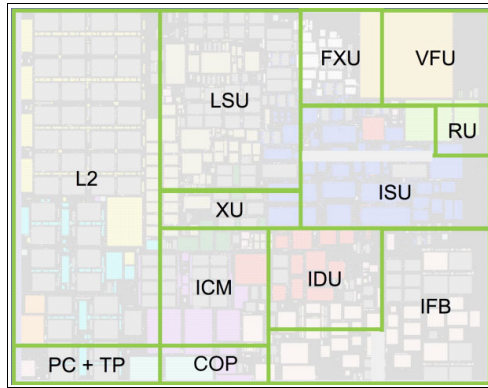 FXU
VFU
LSU
RU
L2
ISU
XU
ICM
IDU
IFB
PC + TP
COP